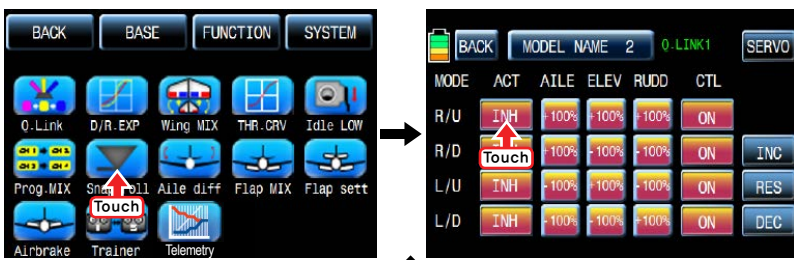 BACK BASE FUNCTION SYSTEM
Q.Link D/R.EXP Wing MIX THR.CRV Idle LOW
Prog.MIX Snap roll Aile diff Flap MIX Flap sett
Touch
Airbrake Trainer Telemetry
BACK MODEL NAME 2 Q.LINK1 SERVO
MODE ACT AILE ELEV RUDD CTL
R/U INH +100% +100% +100% ON
R/D Touch +100% -100% +100% ON INC
L/U INH -100% +100% -100% ON RES
L/D INH -100% -100% -100% ON DEC